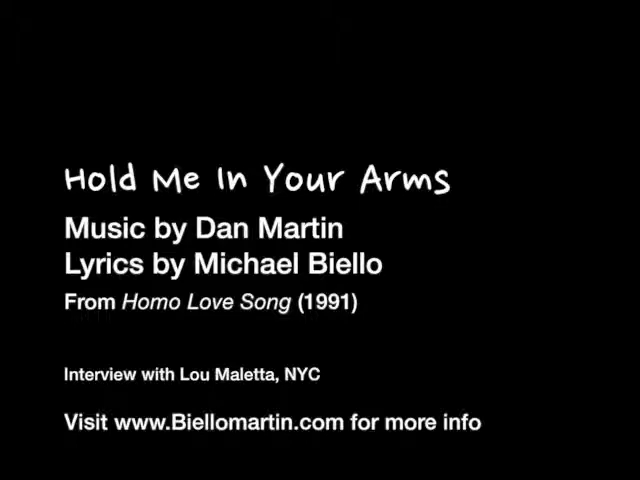 Hold Me In Your Arms
Music by Dan Martin
Lyrics by Michael Biello
From Homo Love Song (1991)
Interview with Lou Maletta, NYC
Visit www.Biellomartin.com for more info